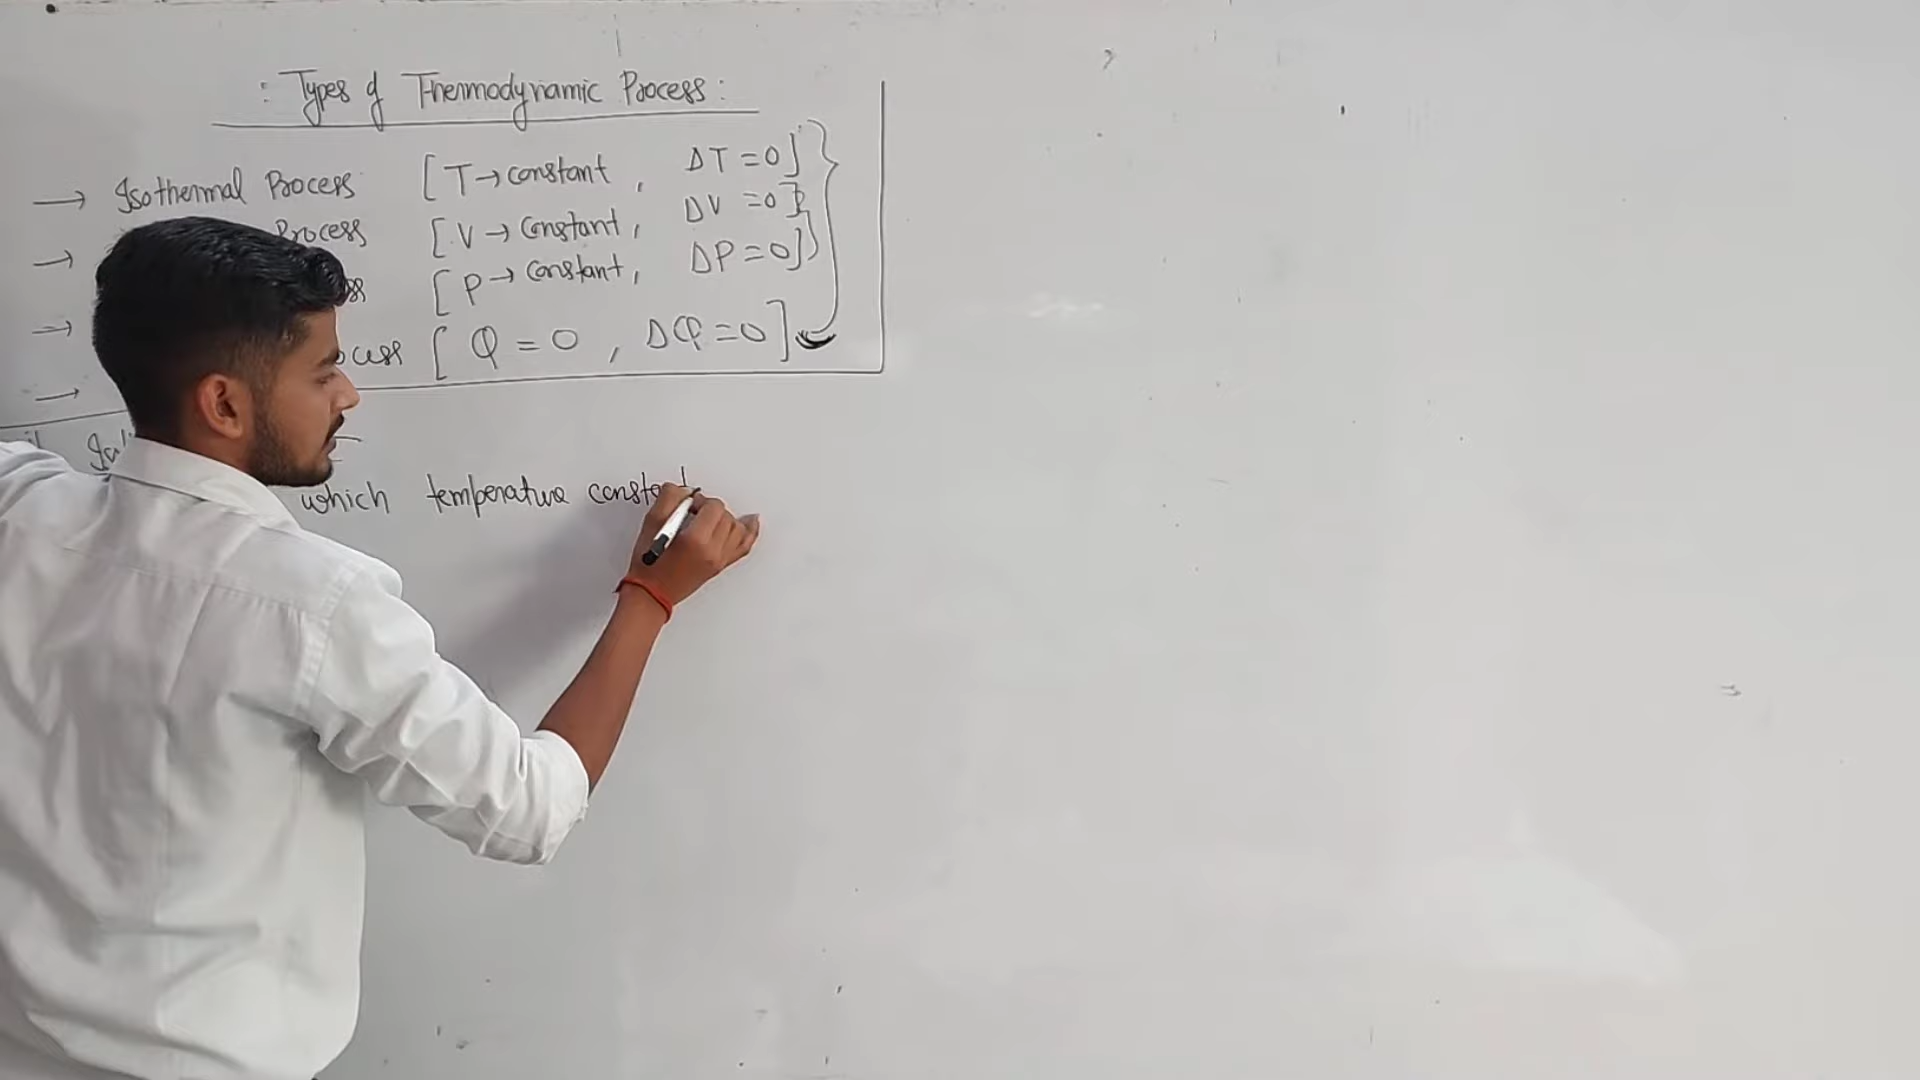 : Types of Thermodynamic Process :
→ Isothermal Process [T → constant , ΔT = 0]
→ Process [V → Constant , ΔV = 0]
→ [P → Constant , ΔP = 0]
→ [Q = 0 , ΔQ = 0]
which temperature constant